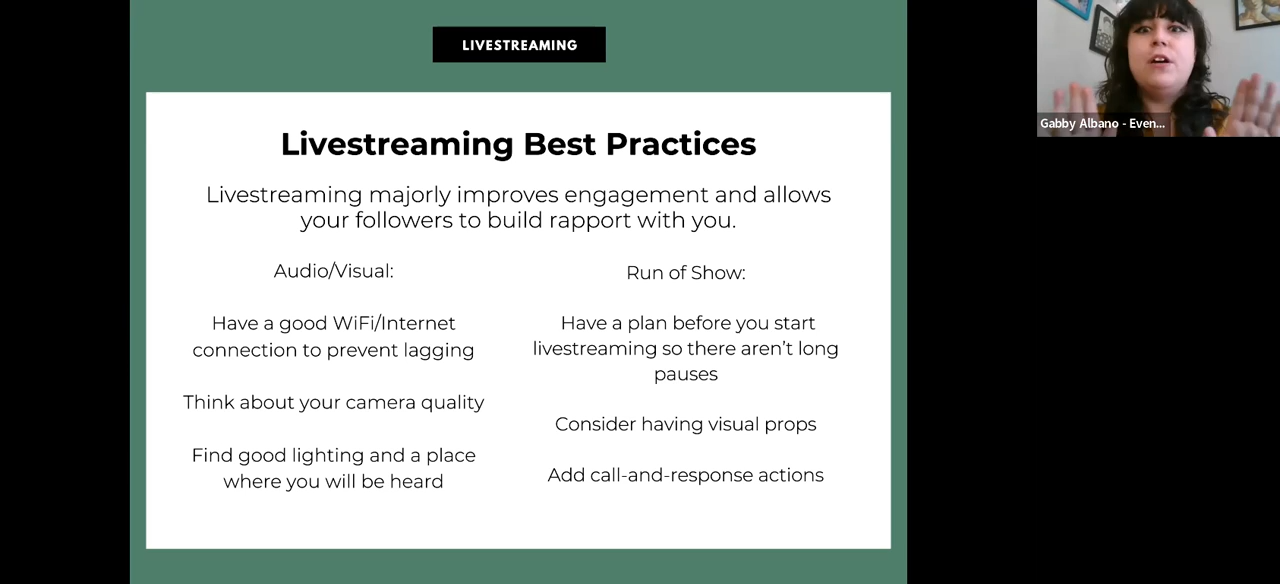 LIVESTREAMING
Livestreaming Best Practices
Livestreaming majorly improves engagement and allows
your followers to build rapport with you.
Audio/Visual:
Have a good WiFi/Internet
connection to prevent lagging
Think about your camera quality
Find good lighting and a place
where you will be heard
Run of Show:
Have a plan before you start
livestreaming so there aren’t long
pauses
Consider having visual props
Add call-and-response actions
Gabby Albano - Even...